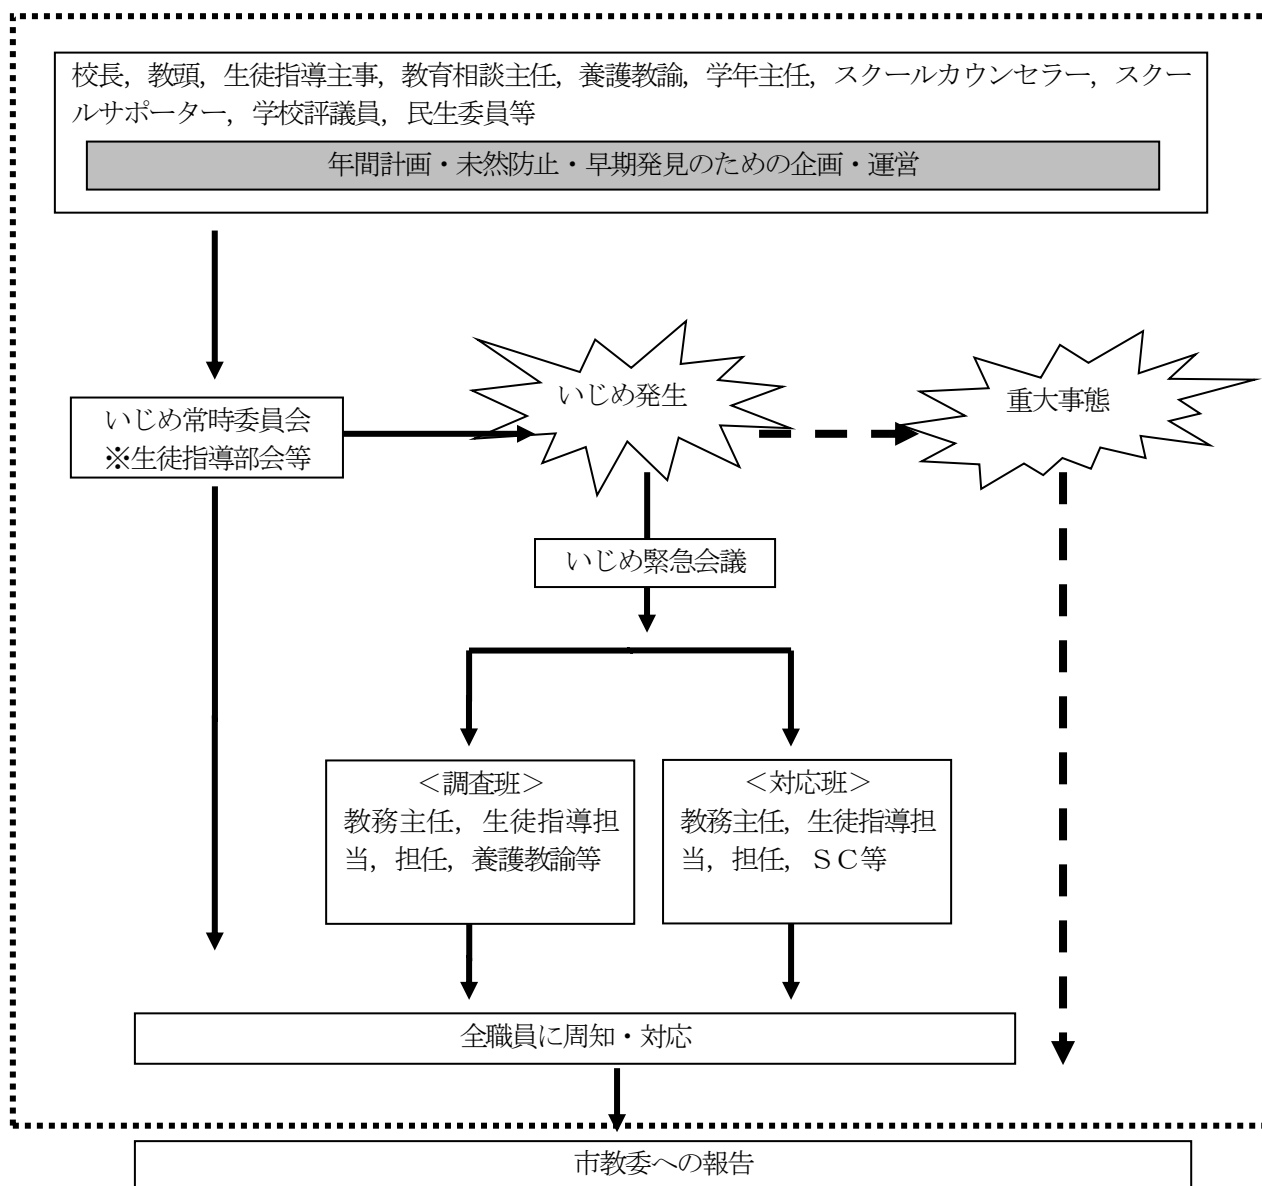 校長，教頭，生徒指導主事，教育相談主任，養護教諭，学年主任，スクールカウンセラー，スクー
ルサポーター，学校評議員，民生委員等
年間計画・未然防止・早期発見のための企画・運営
いじめ発生
重大事態
いじめ常時委員会
※生徒指導部会等
いじめ緊急会議
＜調査班＞
教務主任，生徒指導担
当，担任，養護教諭等
＜対応班＞
教務主任，生徒指導担
当，担任，ＳＣ等
全職員に周知・対応
市教委への報告